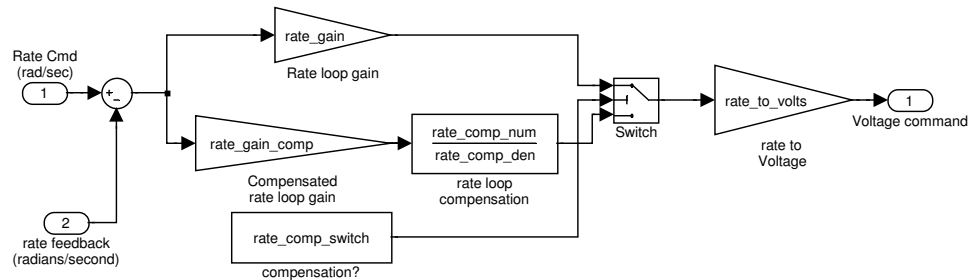 Rate Cmd
(rad/sec)
1
+
−
rate_gain
Rate loop gain
rate_gain_comp
Compensated
rate loop gain
rate_comp_num
rate_comp_den
rate loop
compensation
Switch
rate_to_volts
rate to
Voltage
1
Voltage command
2
rate feedback
(radians/second)
rate_comp_switch
compensation?